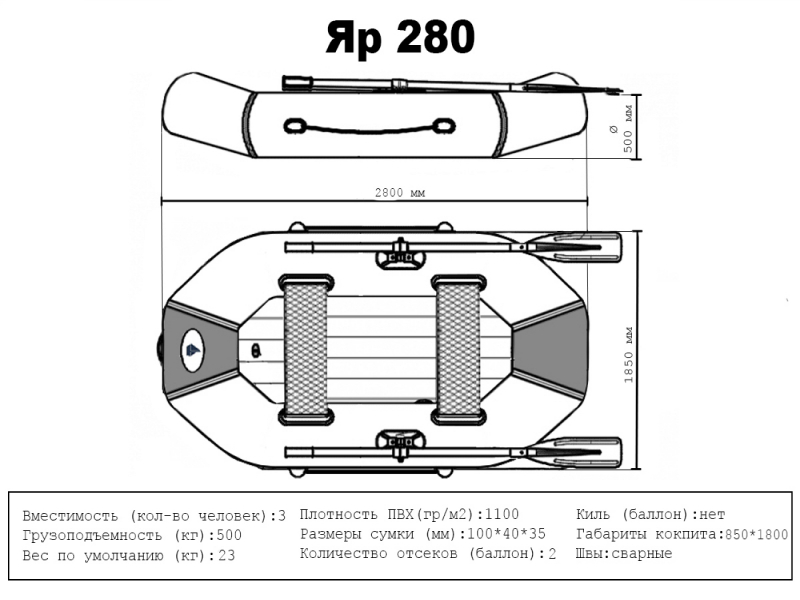 Яр 280
Ø 500 мм
2800 мм
1850 мм
Вместимость (кол-во человек):3
Грузоподъемность (кг):500
Вес по умолчанию (кг):23
Плотность ПВХ(гр/м2):1100
Размеры сумки (мм):100*40*35
Количество отсеков (баллон):2
Киль (баллон):нет
Габариты кокпита:850*1800
Швы:сварные